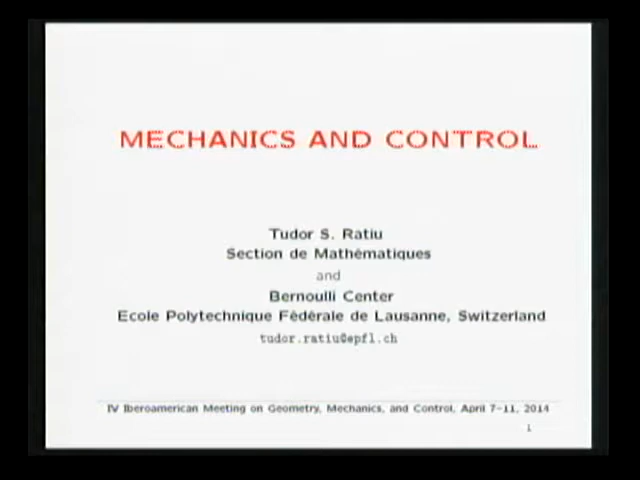 MECHANICS AND CONTROL
Tudor S. Ratiu
Section de Mathématiques
and
Bernoulli Center
Ecole Polytechnique Fédérale de Lausanne, Switzerland
tudor.ratiu@epfl.ch
IV Iberoamerican Meeting on Geometry, Mechanics, and Control, April 7-11, 2014
1